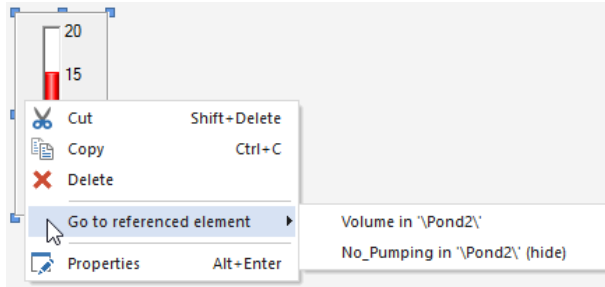 20
15
Cut Shift+Delete
Copy Ctrl+C
Delete
Go to referenced element
Volume in '\Pond2\'
No_Pumping in '\Pond2\' (hide)
Properties Alt+Enter